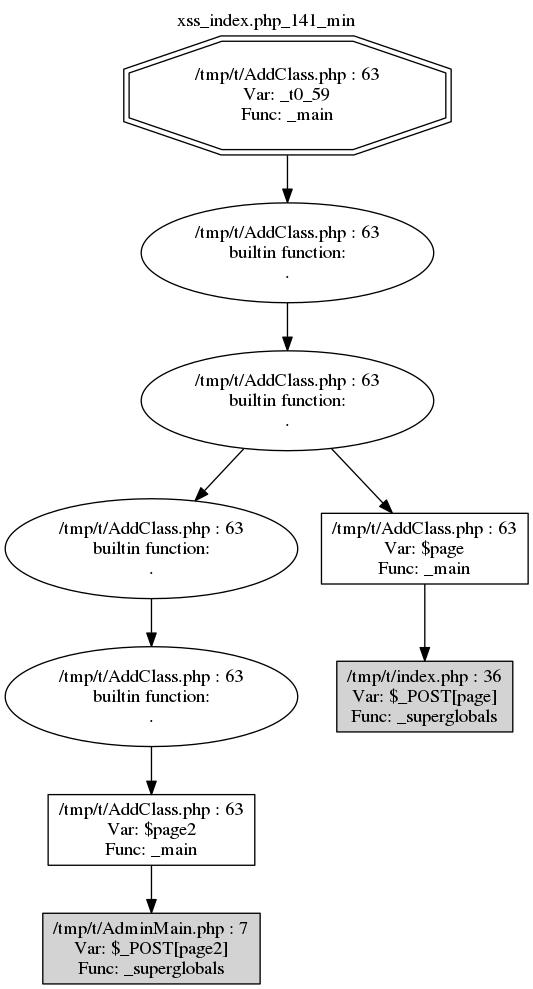 xss_index.php_141_min
/tmp/t/AddClass.php : 63
Var: _t0_59
Func: _main
/tmp/t/AddClass.php : 63
builtin function:
.
/tmp/t/AddClass.php : 63
builtin function:
.
/tmp/t/AddClass.php : 63
builtin function:
.
/tmp/t/AddClass.php : 63
Var: $page
Func: _main
/tmp/t/AddClass.php : 63
builtin function:
.
/tmp/t/index.php : 36
Var: $_POST[page]
Func: _superglobals
/tmp/t/AddClass.php : 63
Var: $page2
Func: _main
/tmp/t/AdminMain.php : 7
Var: $_POST[page2]
Func: _superglobals